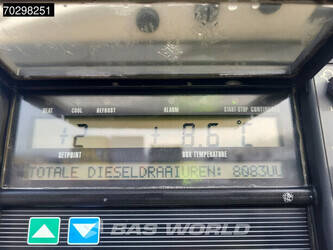 70298251
HEAT COOL DEFROST ALARM START-STOP CONTINUOUS
+2 + 8.6 °C
SETPOINT BOX TEMPERATURE
TOTALE DIESELDRAAIUREN: 8083UU
BAS WORLD